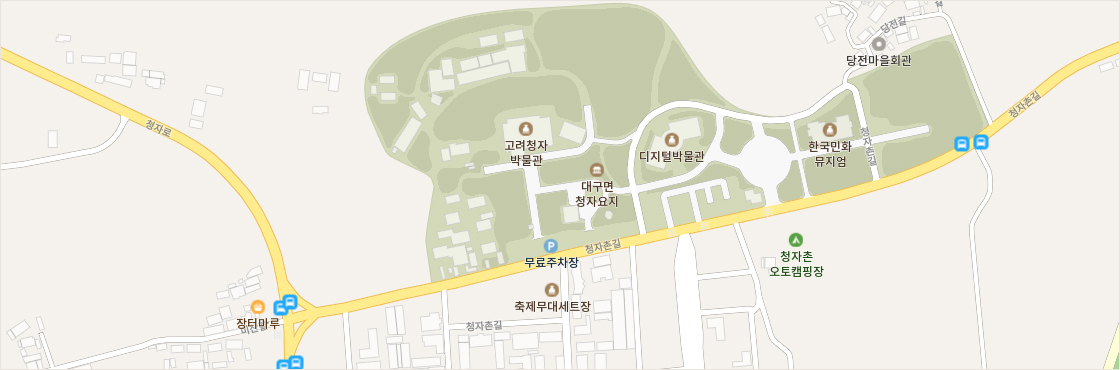 당전길
당전마을회관
청자촌길
청자로
고려청자
박물관
디지털박물관
한국민화
뮤지엄
청자촌길
대구면
청자요지
청자촌길
P
무료주차장
청자촌
오토캠핑장
축제무대세트장
장터마루
청자촌길